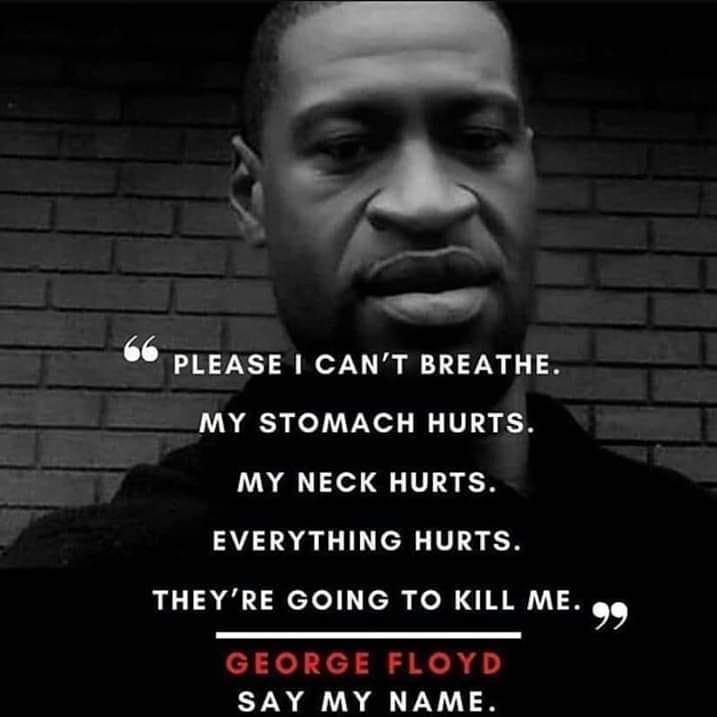 “ PLEASE I CAN’T BREATHE.
MY STOMACH HURTS.
MY NECK HURTS.
EVERYTHING HURTS.
THEY’RE GOING TO KILL ME. ”
GEORGE FLOYD
SAY MY NAME.